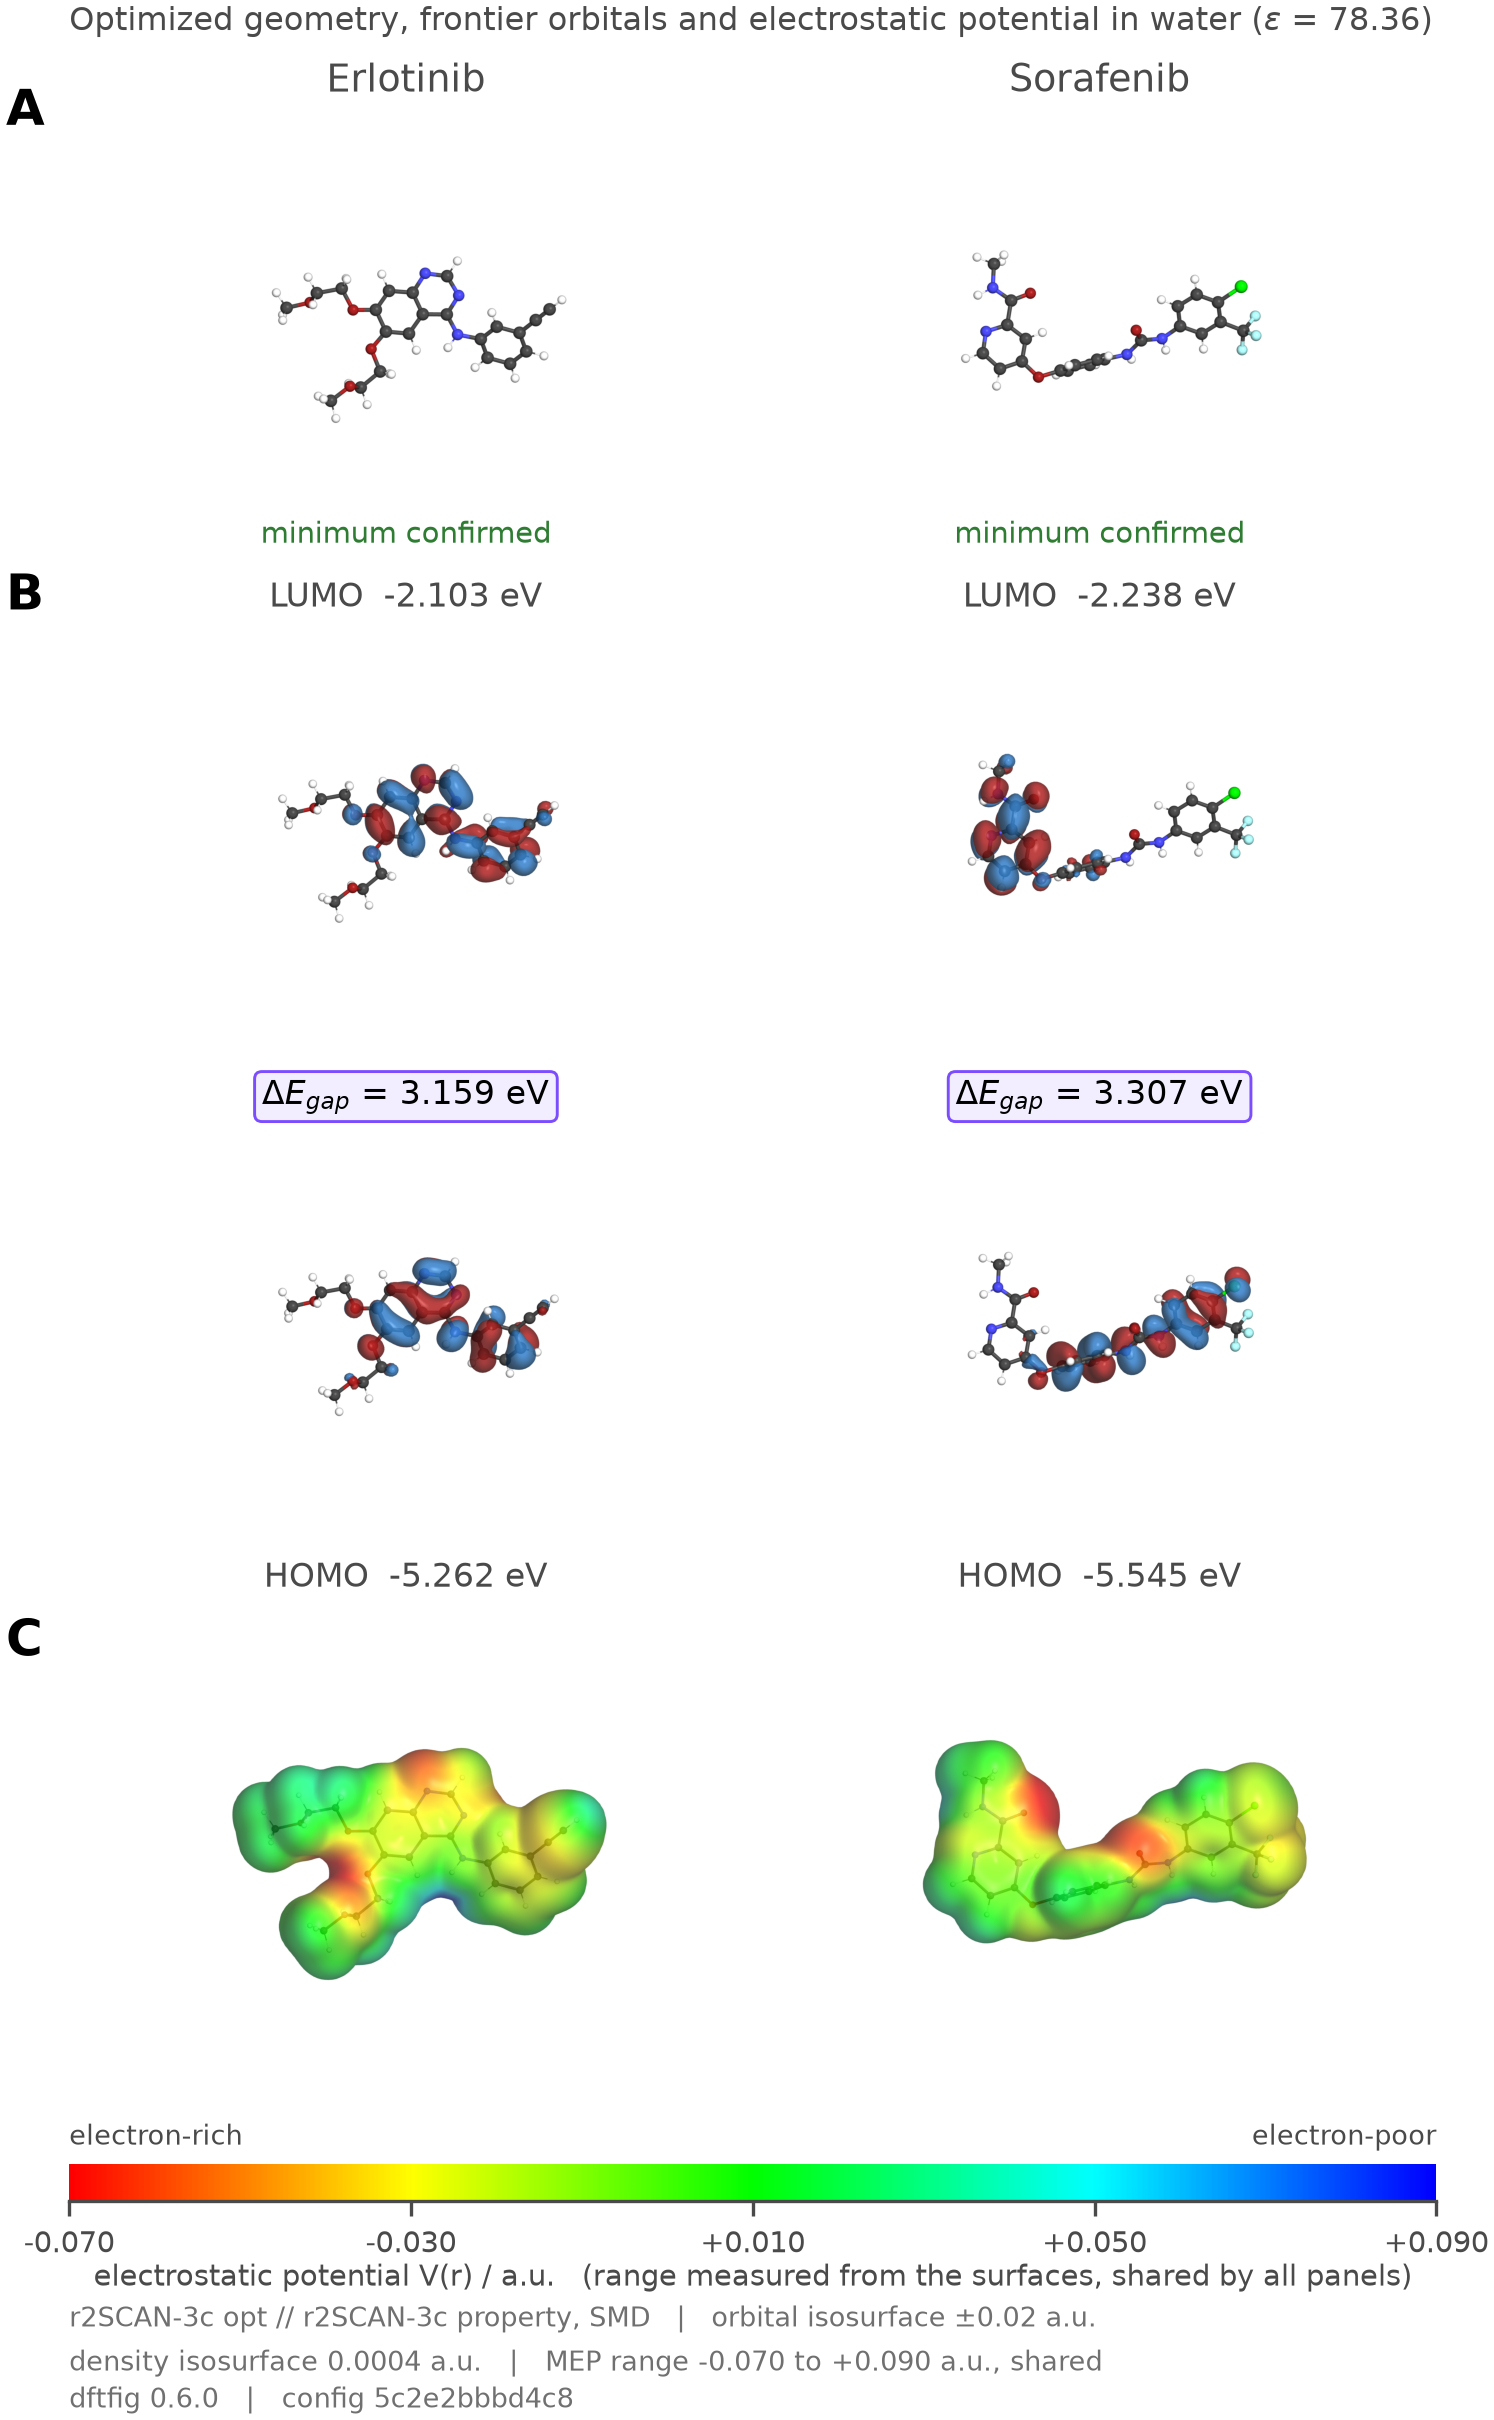 Optimized geometry, frontier orbitals and electrostatic potential in water (ε = 78.36)
Erlotinib
Sorafenib
A
minimum confirmed
minimum confirmed
B
LUMO -2.103 eV
LUMO -2.238 eV
ΔE_gap = 3.159 eV
ΔE_gap = 3.307 eV
HOMO -5.262 eV
HOMO -5.545 eV
C
electron-rich
electron-poor
-0.070
-0.030
+0.010
+0.050
+0.090
electrostatic potential V(r) / a.u. (range measured from the surfaces, shared by all panels)
r2SCAN-3c opt // r2SCAN-3c property, SMD | orbital isosurface ±0.02 a.u.
density isosurface 0.0004 a.u. | MEP range -0.070 to +0.090 a.u., shared
dftfig 0.6.0 | config 5c2e2bbbd4c8